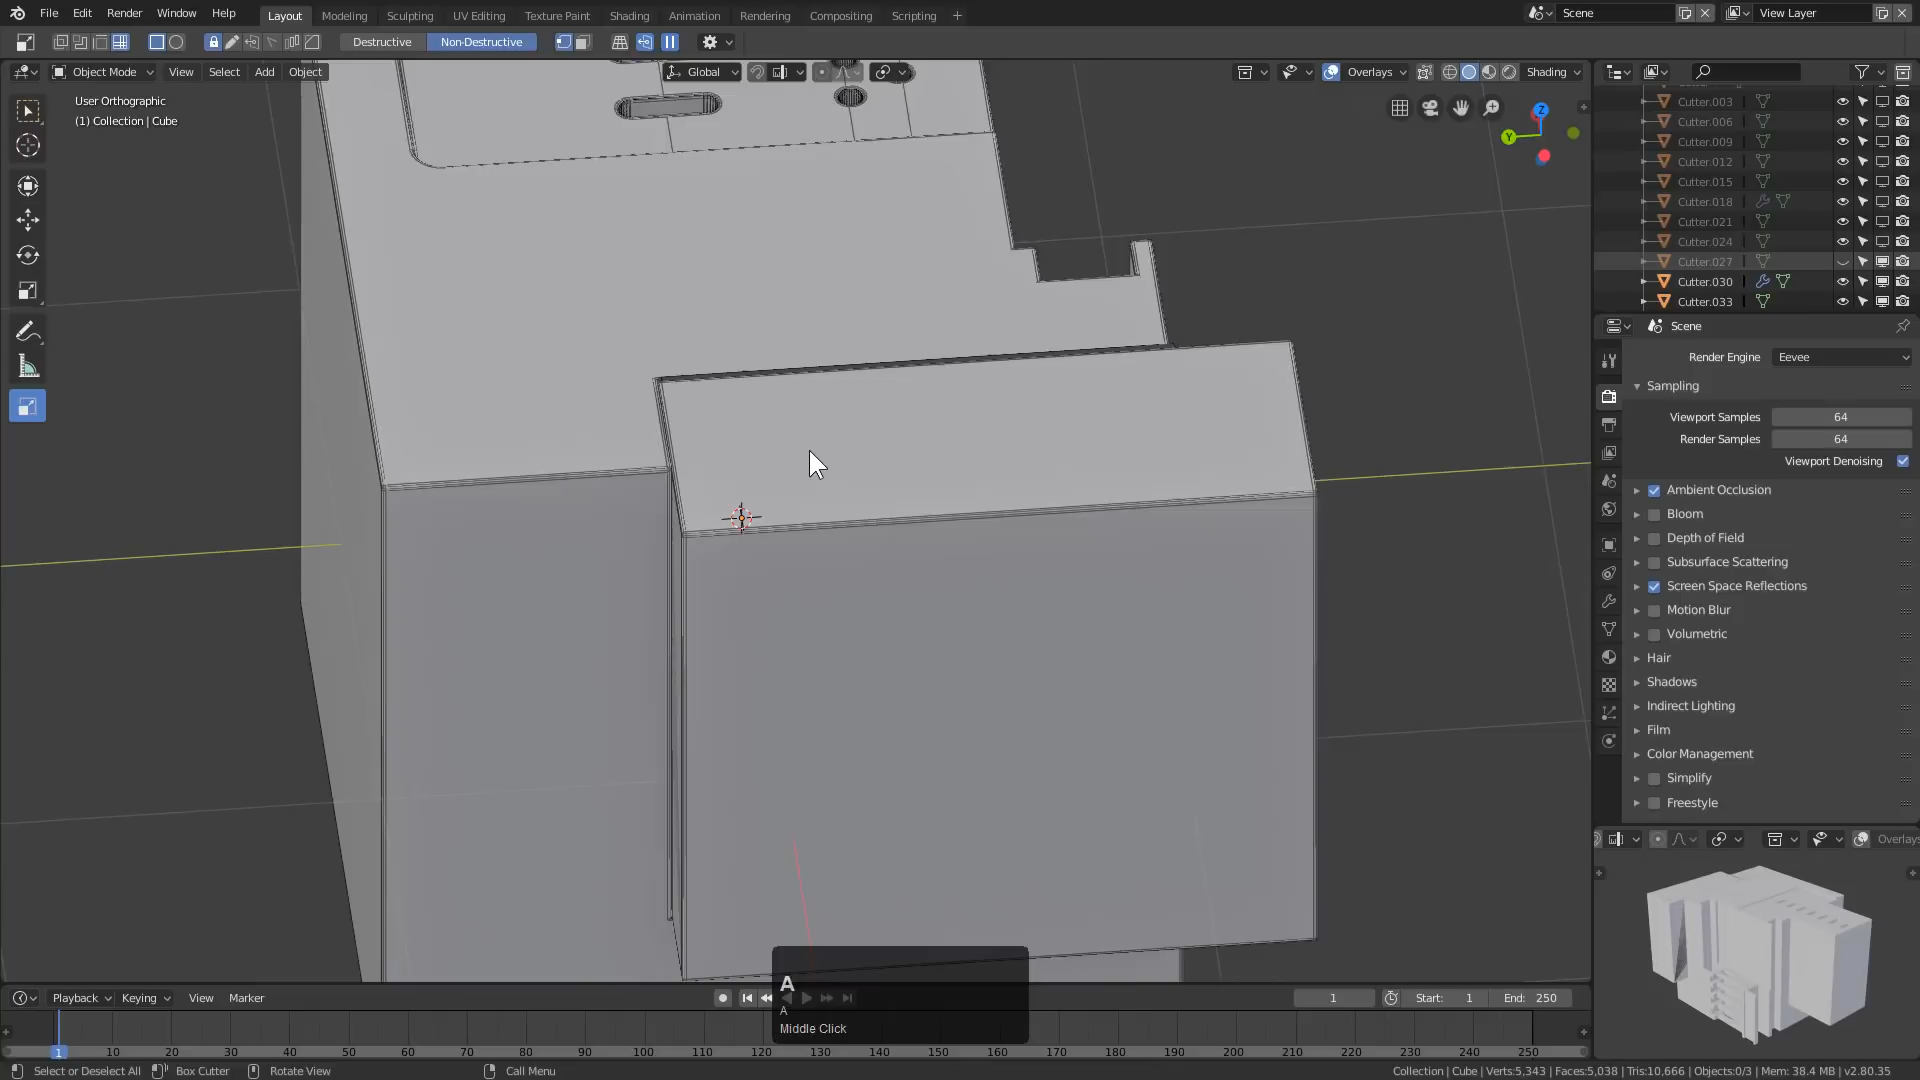 File Edit Render Window Help
Layout Modeling Sculpting UV Editing Texture Paint Shading Animation Rendering Compositing Scripting +
Scene
View Layer
Destructive Non-Destructive
Object Mode View Select Add Object
Global
Overlays
Shading
User Orthographic
(1) Collection | Cube
Z
Y
Cutter.003
Cutter.006
Cutter.009
Cutter.012
Cutter.015
Cutter.018
Cutter.021
Cutter.024
Cutter.027
Cutter.030
Cutter.033
Scene
Render Engine Eevee
Sampling
Viewport Samples 64
Render Samples 64
Viewport Denoising
Ambient Occlusion
Bloom
Depth of Field
Subsurface Scattering
Screen Space Reflections
Motion Blur
Volumetric
Hair
Shadows
Indirect Lighting
Film
Color Management
Simplify
Freestyle
Overlays
A
A
Middle Click
Playback Keying View Marker
1 Start: 1 End: 250
1 10 20 30 40 50 60 70 80 90 100 110 120 130 140 150 160 170 180 190 200 210 220 230 240 250
Select or Deselect All Box Cutter Rotate View Call Menu
Collection | Cube | Verts:5,343 | Faces:5,038 | Tris:10,666 | Objects:0/3 | Mem: 38.4 MB | v2.80.35